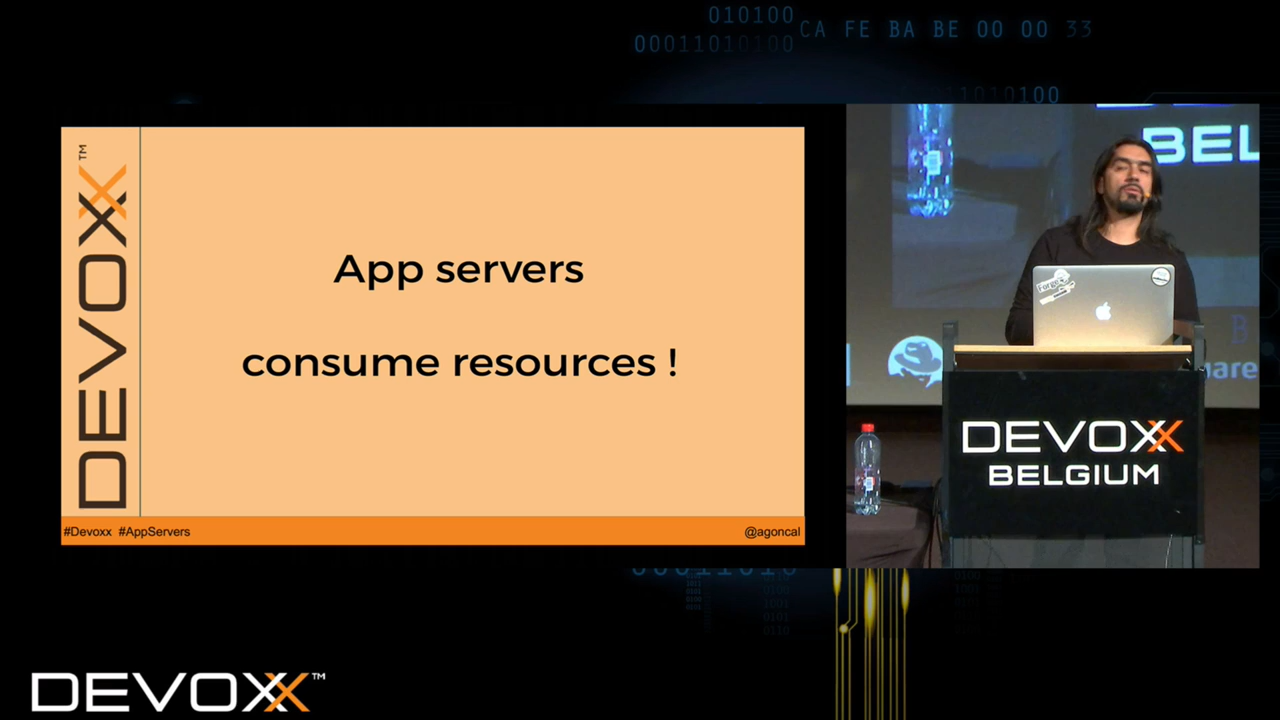 010100
00011010100
CA FE BA BE 00 00 33
11010100
DEVOXX™
App servers
consume resources !
#Devoxx #AppServers
@agoncal
BEL
DEVOXX
BELGIUM
DEVOXX™